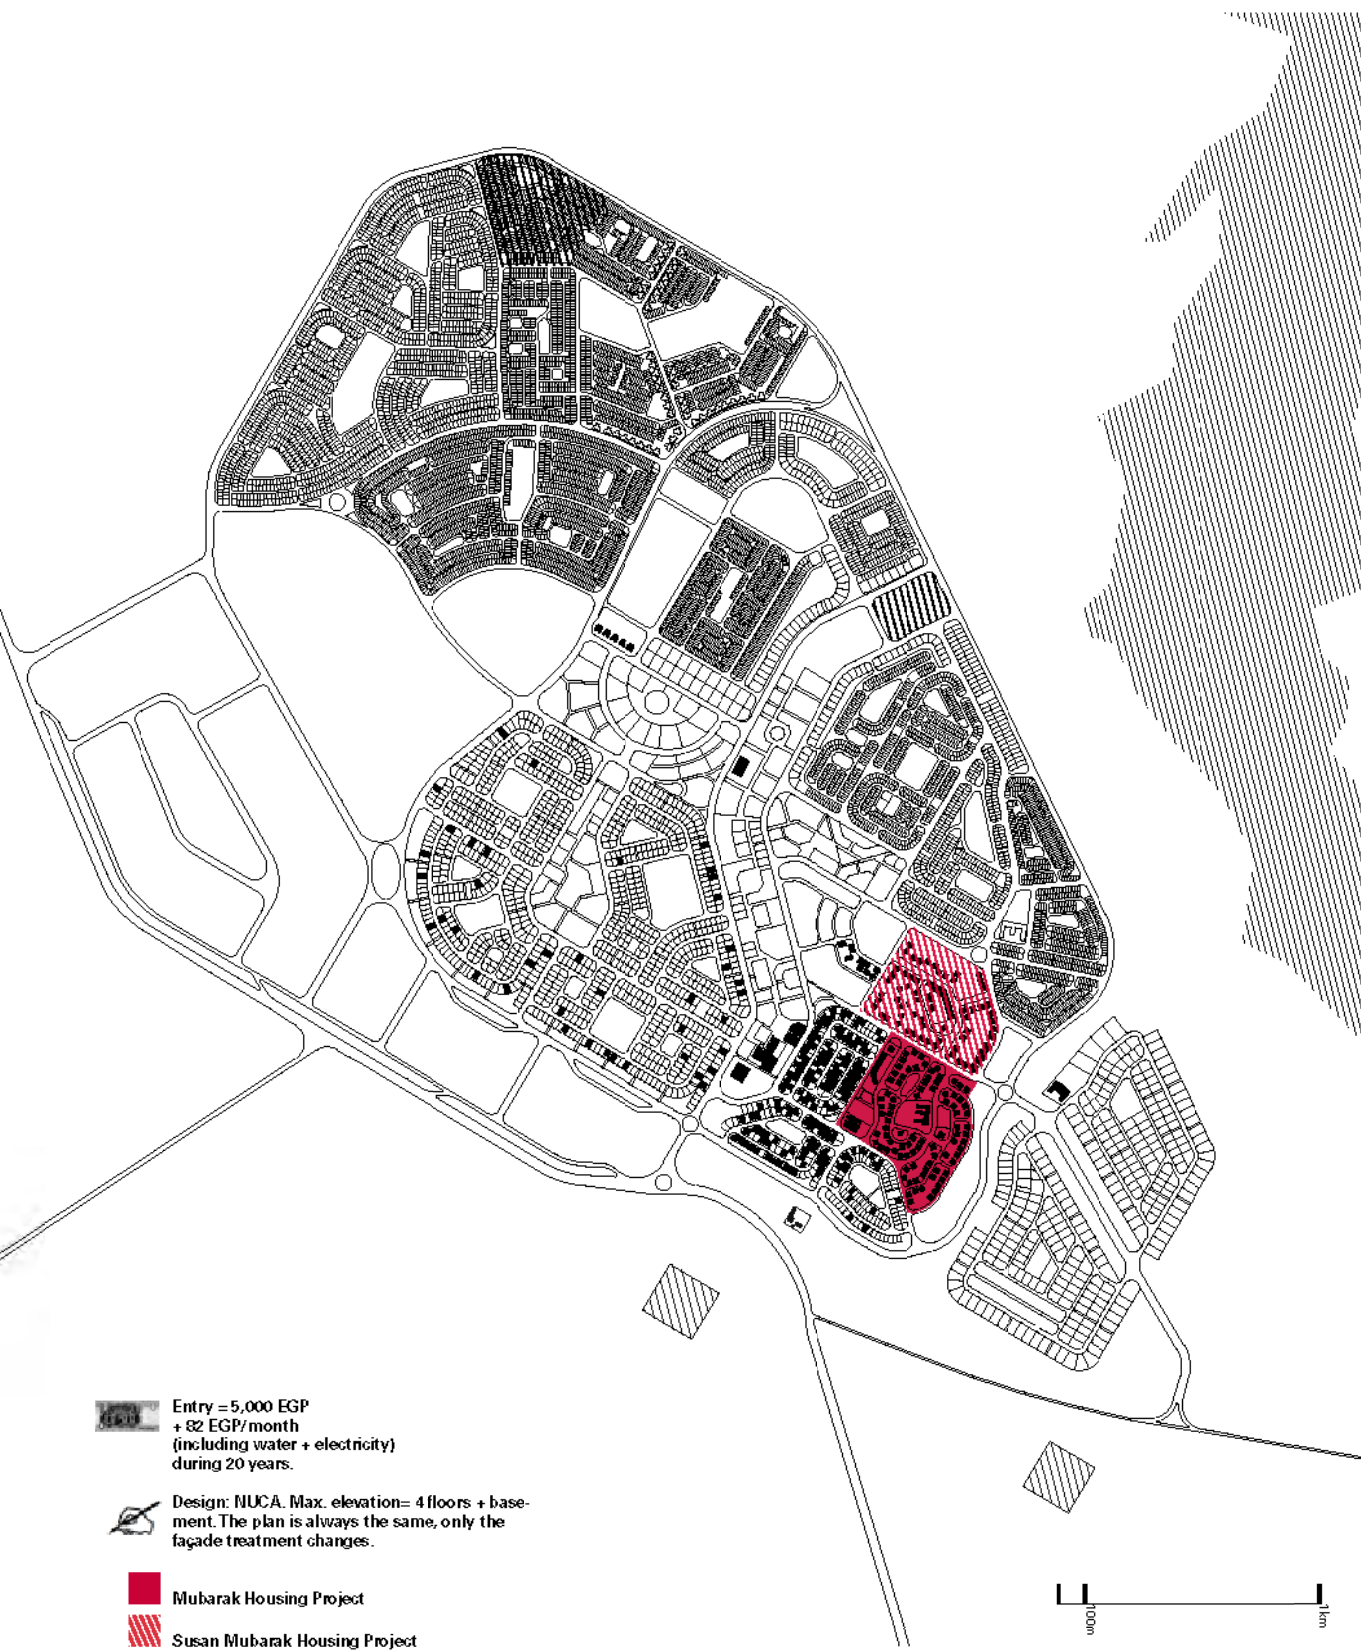 Entry = 5,000 EGP
+ 82 EGP/month
(including water + electricity)
during 20 years.
Design: NUCA. Max. elevation= 4 floors + base-
ment. The plan is always the same, only the
façade treatment changes.
Mubarak Housing Project
Susan Mubarak Housing Project
100m
1km